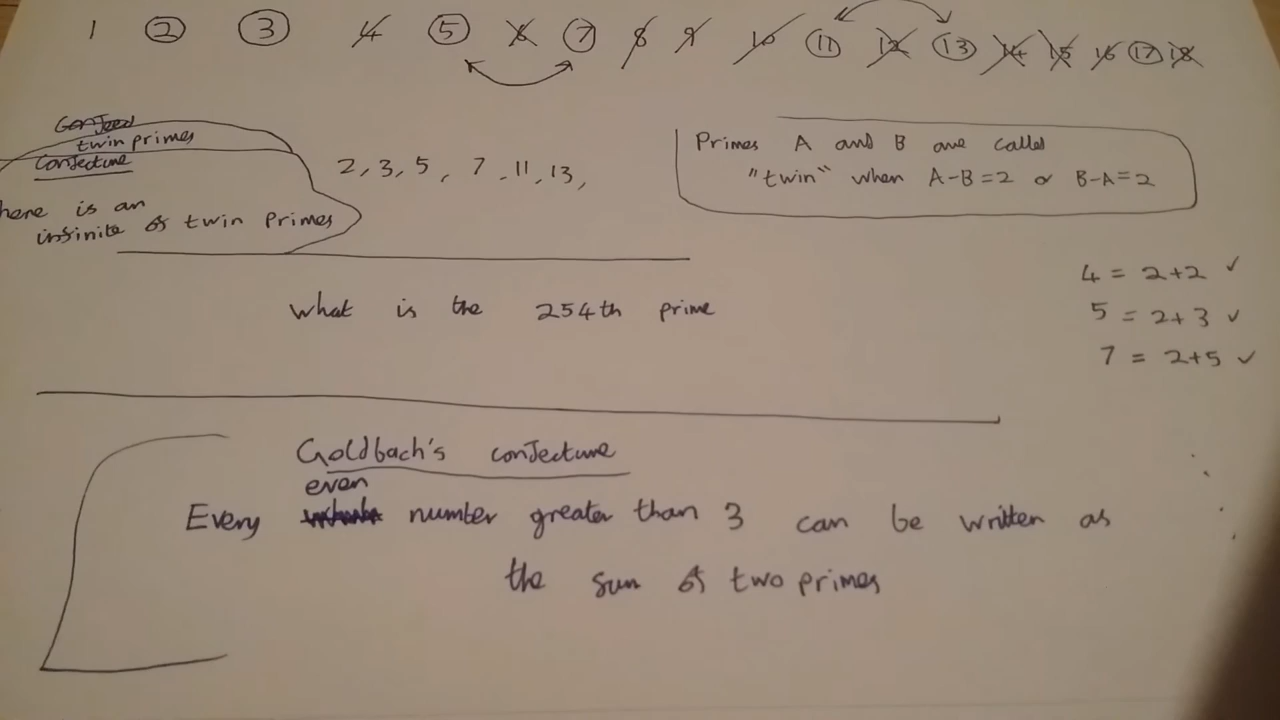 1 2 3 4 5 6 7 8 9 10 11 12 13 14 15 16 17 18
Conjecd
twin primes
Conjecture
here is an
infinite of twin Primes
2, 3, 5, 7, 11, 13,
Primes A and B are called
"twin" when A-B=2 or B-A=2
What is the 254th prime
4 = 2+2 ✓
5 = 2+3 ✓
7 = 2+5 ✓
Goldbach's conjecture
even
Every number greater than 3 can be written as
the sum of two primes